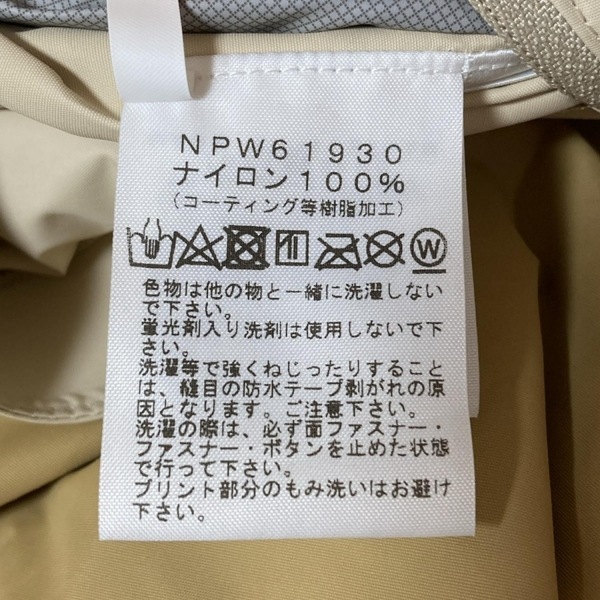 NPW61930
ナイロン100%
(コーティング等樹脂加工)
W
色物は他の物と一緒に洗濯しない
で下さい。
蛍光剤入り洗剤は使用しないで下
さい。
洗濯等で強くねじったりすること
は、縫目の防水テープ剥がれの原
因となります。ご注意下さい。
洗濯の際は、必ず面ファスナー・
ファスナー・ボタンを止めた状態
で行って下さい。
プリント部分のもみ洗いはお避け
下さい。